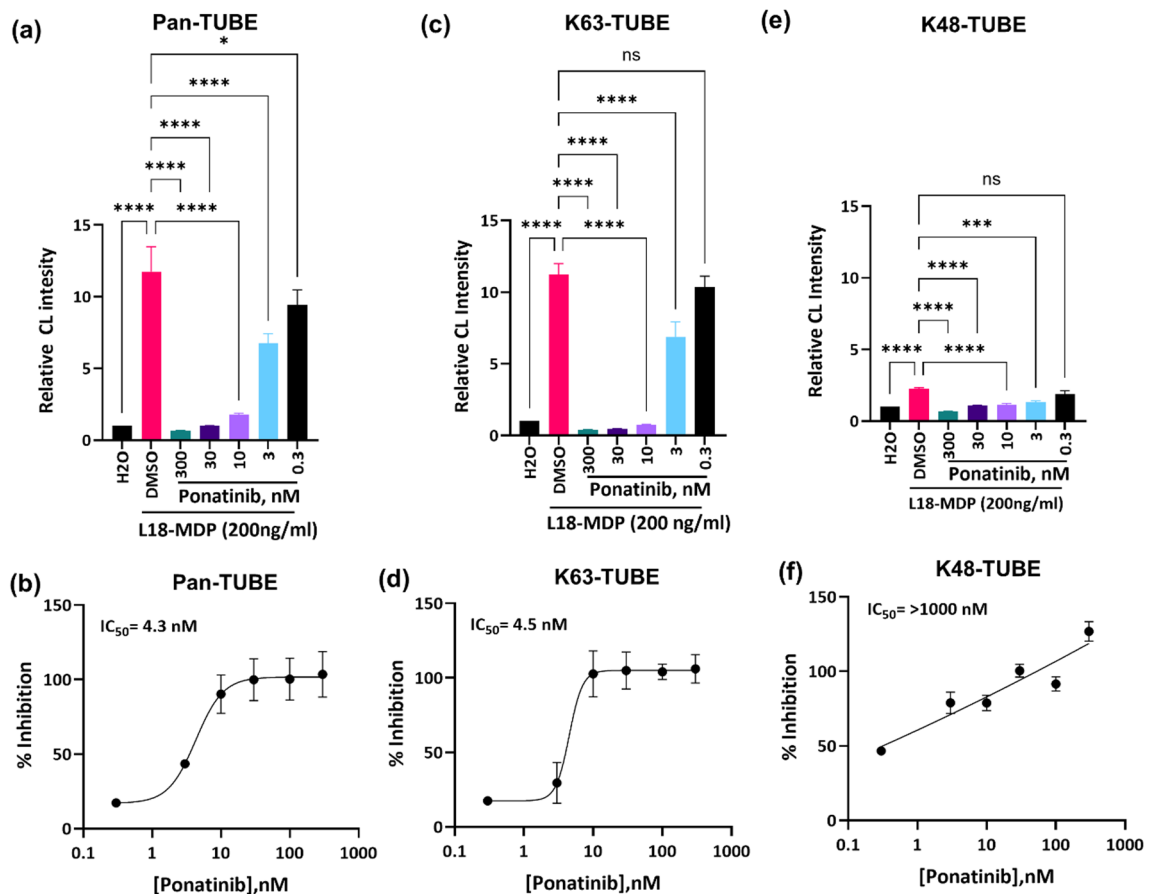 (a)
Pan-TUBE
*
****
****
****
****
****
15
10
5
0
Relative CL intesity
H2O
DMSO
300
30
10
3
0.3
Ponatinib, nM
L18-MDP (200ng/ml)
(c)
K63-TUBE
ns
****
****
****
****
****
15
10
5
0
Relative CL Intensity
H2O
DMSO
300
30
10
3
0.3
Ponatinib, nM
L18-MDP (200 ng/ml)
(e)
K48-TUBE
ns
***
****
****
****
****
15
10
5
0
Relative CL Intensity
H2O
DMSO
300
30
10
3
0.3
Ponatinib, nM
L18-MDP (200ng/ml)
(b)
Pan-TUBE
IC50= 4.3 nM
150
100
50
0
% Inhibition
0.1 1 10 100 1000
[Ponatinib],nM
(d)
K63-TUBE
IC50= 4.5 nM
150
100
50
0
% Inhibition
0.1 1 10 100 1000
[Ponatinib],nM
(f)
K48-TUBE
IC50= >1000 nM
150
100
50
0
% Inhibition
0.1 1 10 100 1000
[Ponatinib],nM